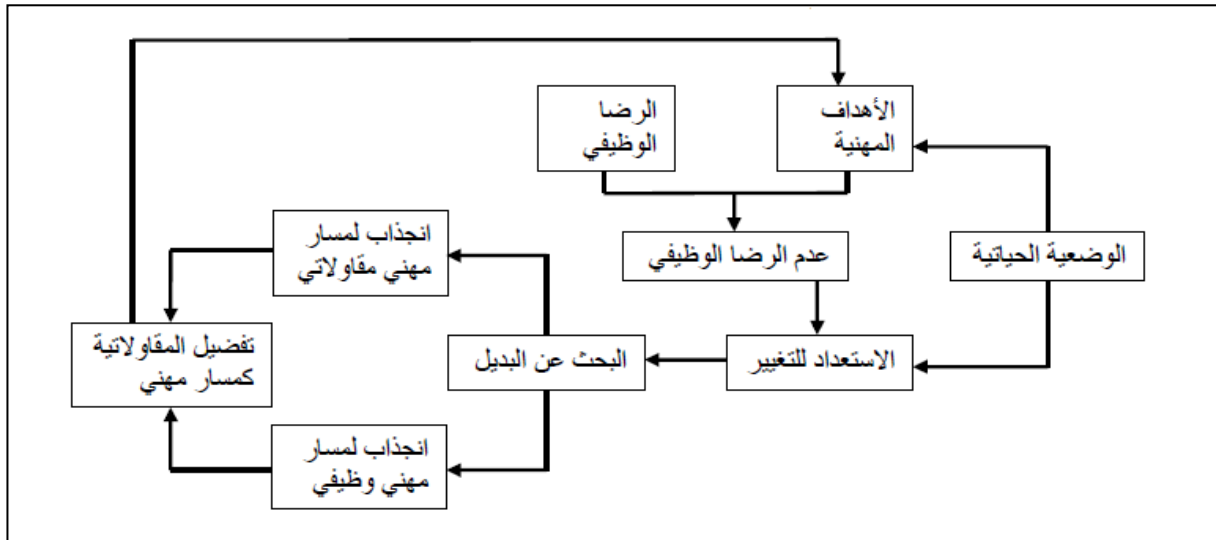 الأهداف
المهنية
الرضا
الوظيفي
الوضعية الحياتية
عدم الرضا الوظيفي
انجذاب لمسار
مهني مقاولاتي
الاستعداد للتغيير
البحث عن البديل
تفضيل المقاولاتية
كمسار مهني
انجذاب لمسار
مهني وظيفي